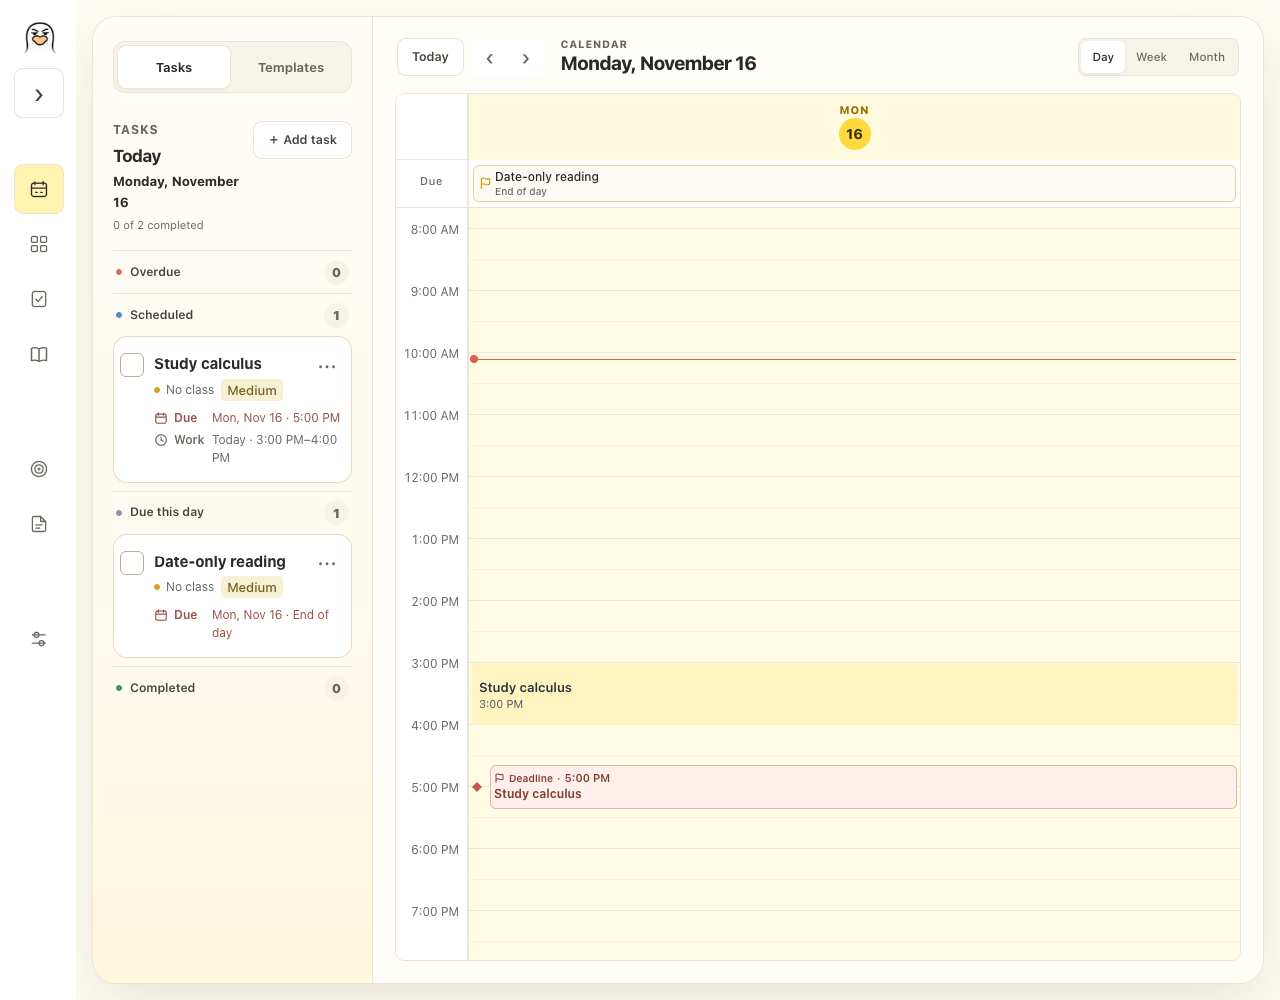 Tasks
Templates
TASKS
+ Add task
Today
Monday, November
16
0 of 2 completed
Overdue
0
Scheduled
1
Study calculus
...
No class
Medium
Due
Mon, Nov 16 · 5:00 PM
Work
Today · 3:00 PM–4:00
PM
Due this day
1
Date-only reading
...
No class
Medium
Due
Mon, Nov 16 · End of
day
Completed
0
Today
CALENDAR
Monday, November 16
Day
Week
Month
MON
16
Due
Date-only reading
End of day
8:00 AM
9:00 AM
10:00 AM
11:00 AM
12:00 PM
1:00 PM
2:00 PM
3:00 PM
Study calculus
3:00 PM
4:00 PM
Deadline · 5:00 PM
5:00 PM
Study calculus
6:00 PM
7:00 PM